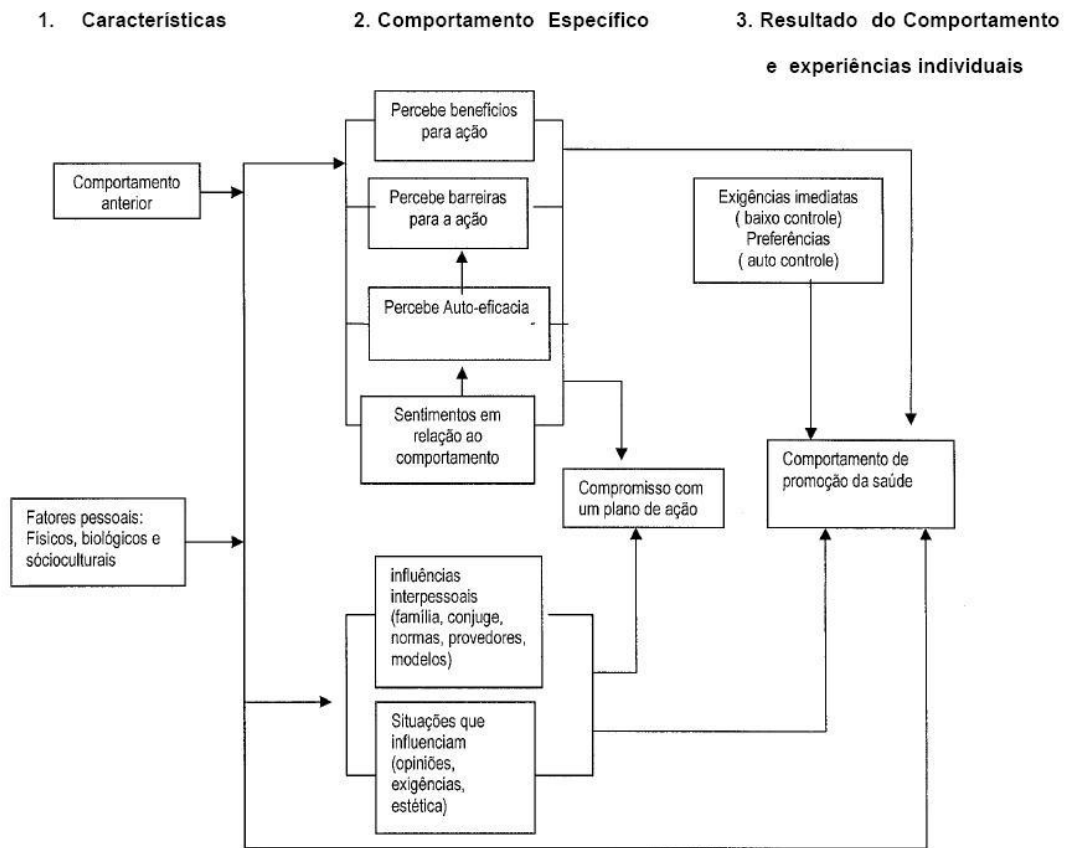 1. Características
2. Comportamento Específico
3. Resultado do Comportamento
e experiências individuais
Comportamento
anterior
Fatores pessoais:
Físicos, biológicos e
sócioculturais
Percebe benefícios
para ação
Percebe barreiras
para a ação
Percebe Auto-eficacia
Sentimentos em
relação ao
comportamento
influências
interpessoais
(família, conjuge,
normas, provedores,
modelos)
Situações que
influenciam
(opiniões,
exigências,
estética)
Compromisso com
um plano de ação
Exigências imediatas
( baixo controle)
Preferências
( auto controle)
Comportamento de
promoção da saúde